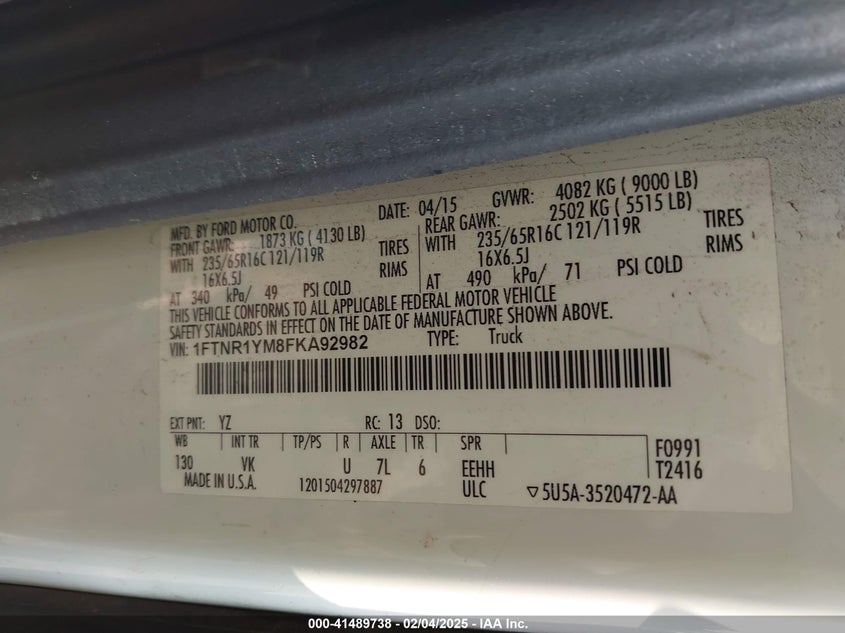 MFD. BY FORD MOTOR CO. DATE: 04/15 GVWR: 4082 KG ( 9000 LB)
FRONT GAWR: 1873 KG ( 4130 LB) REAR GAWR: 2502 KG ( 5515 LB)
WITH 235/65R16C 121/119R TIRES WITH 235/65R16C 121/119R TIRES
16X6.5J RIMS 16X6.5J RIMS
AT 340 kPa/ 49 PSI COLD AT 490 kPa/ 71 PSI COLD
THIS VEHICLE CONFORMS TO ALL APPLICABLE FEDERAL MOTOR VEHICLE
SAFETY STANDARDS IN EFFECT ON THE DATE OF MANUFACTURE SHOWN ABOVE.
VIN: 1FTNR1YM8FKA92982 TYPE: Truck
EXT PNT: YZ RC: 13 DSO:
WB INT TR TP/PS R AXLE TR SPR
130 VK U 7L 6 EEHH F0991
T2416
MADE IN U.S.A. 1201504297887 ULC ▽5U5A-3520472-AA
000-41489738 - 02/04/2025 - IAA Inc.